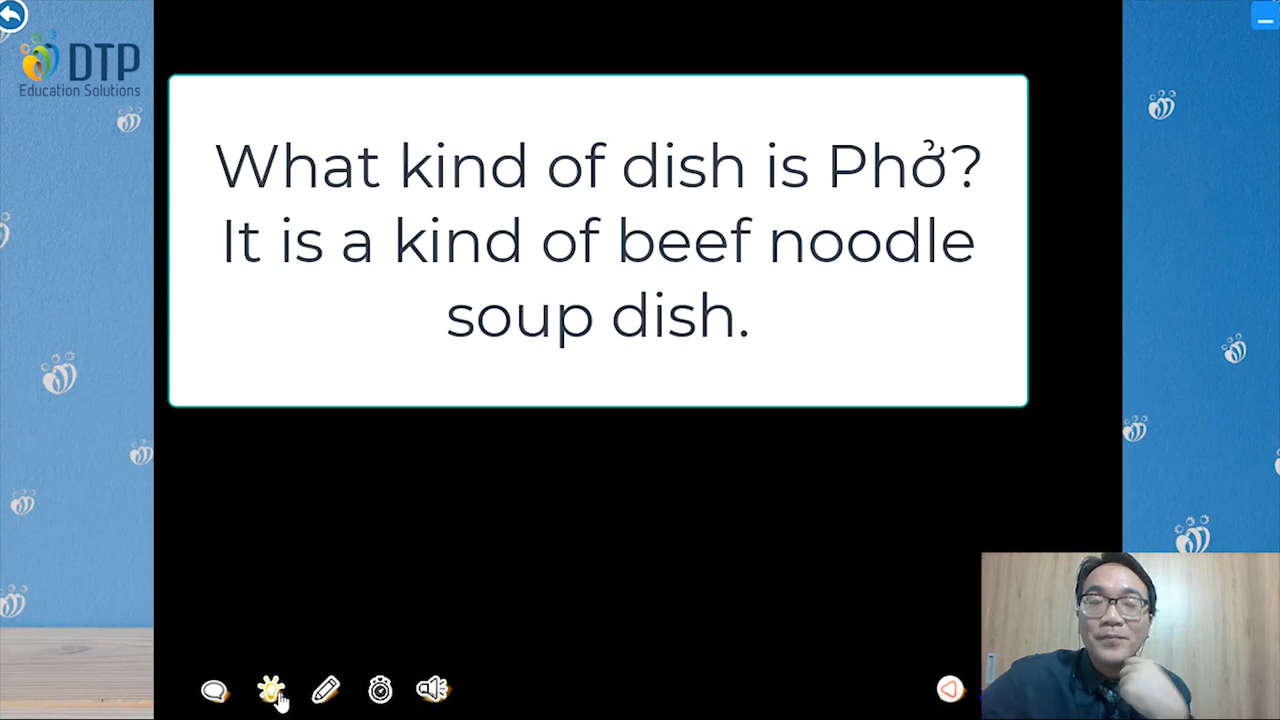 DTP
Education Solutions
What kind of dish is Phở?
It is a kind of beef noodle
soup dish.